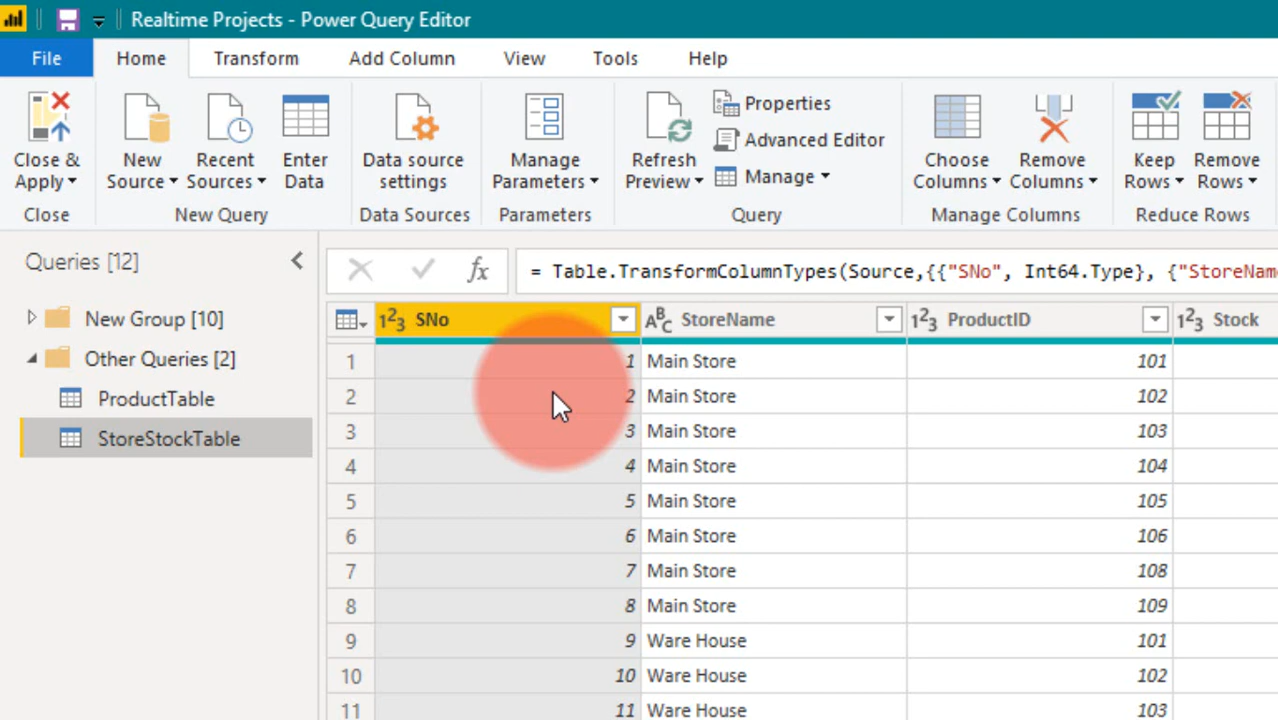 Realtime Projects - Power Query Editor
File Home Transform Add Column View Tools Help
Close & Apply
New Source
Recent Sources
Enter Data
Data source settings
Manage Parameters
Refresh Preview
Properties
Advanced Editor
Manage
Choose Columns
Remove Columns
Keep Rows
Remove Rows
Close New Query Data Sources Parameters Query Manage Columns Reduce Rows
Queries [12]
fx = Table.TransformColumnTypes(Source,{{"SNo", Int64.Type}, {"StoreNam
New Group [10]
Other Queries [2]
ProductTable
StoreStockTable
123 SNo ABC StoreName 123 ProductID 123 Stock
1 1 Main Store 101
2 2 Main Store 102
3 3 Main Store 103
4 4 Main Store 104
5 5 Main Store 105
6 6 Main Store 106
7 7 Main Store 108
8 8 Main Store 109
9 9 Ware House 101
10 10 Ware House 102
11 11 Ware House 103